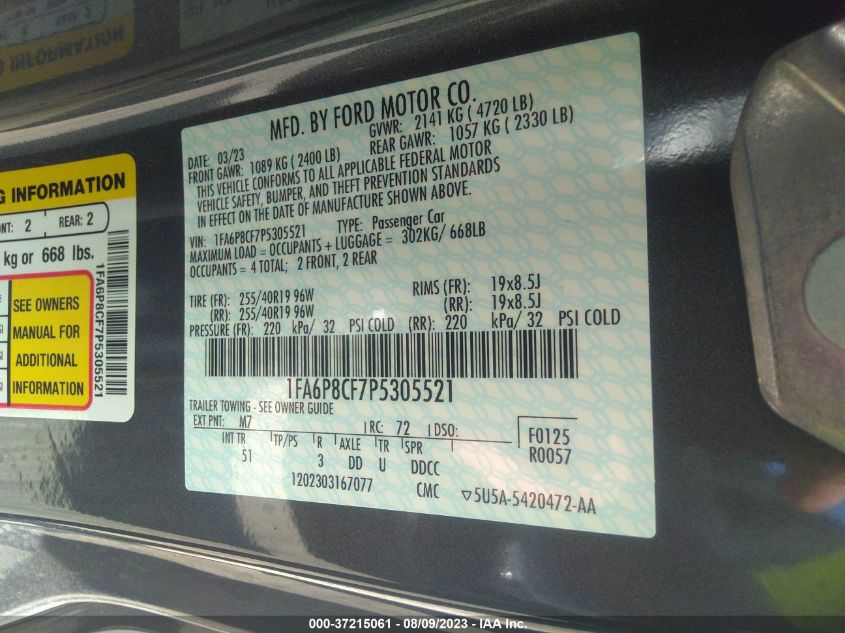 MFD. BY FORD MOTOR CO.
DATE: 03/23 GVWR: 2141 KG ( 4720 LB)
FRONT GAWR: 1089 KG ( 2400 LB) REAR GAWR: 1057 KG ( 2330 LB)
THIS VEHICLE CONFORMS TO ALL APPLICABLE FEDERAL MOTOR
VEHICLE SAFETY, BUMPER, AND THEFT PREVENTION STANDARDS
IN EFFECT ON THE DATE OF MANUFACTURE SHOWN ABOVE.
VIN: 1FA6P8CF7P5305521 TYPE: Passenger Car
MAXIMUM LOAD = OCCUPANTS + LUGGAGE = 302KG/ 668LB
OCCUPANTS = 4 TOTAL; 2 FRONT, 2 REAR
TIRE (FR): 255/40R19 96W RIMS (FR): 19x8.5J
(RR): 255/40R19 96W (RR): 19x8.5J
PRESSURE (FR): 220 kPa/ 32 PSI COLD (RR): 220 kPa/ 32 PSI COLD
1FA6P8CF7P5305521
TRAILER TOWING - SEE OWNER GUIDE
EXT PNT: M7 RC: 72 DSO:
F0125
R0057
INT TR TP/PS R AXLE TR SPR
51 3 DD U DDCC
1202303167077 CMC ▽5U5A-5420472-AA
INFORMATION
2 REAR: 2
kg or 668 lbs.
SEE OWNERS
MANUAL FOR
ADDITIONAL
INFORMATION
1FA6P8CF7P5305521
INFORMATION
000-37215061 - 08/09/2023 - IAA Inc.